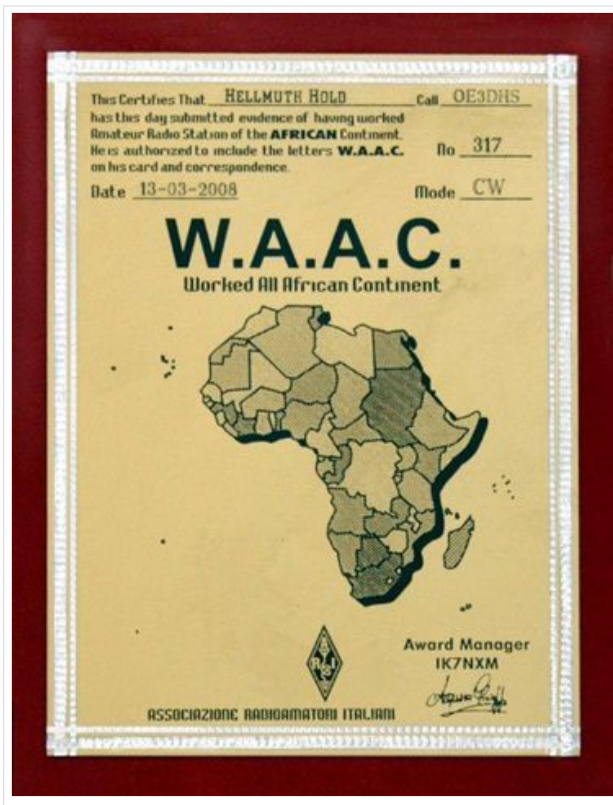 This Certifies That HELLMUTH HOLD Call OE3DHS
has this day submitted evidence of having worked
Amateur Radio Station of the AFRICAN Continent.
He is authorized to include the letters W.A.A.C. No 317
on his card and correspondence.
Date 13-03-2008 Mode CW
W.A.A.C.
Worked All African Continent
Award Manager
IK7NXM
A
R I
ASSOCIAZIONE RADIOAMATORI ITALIANI